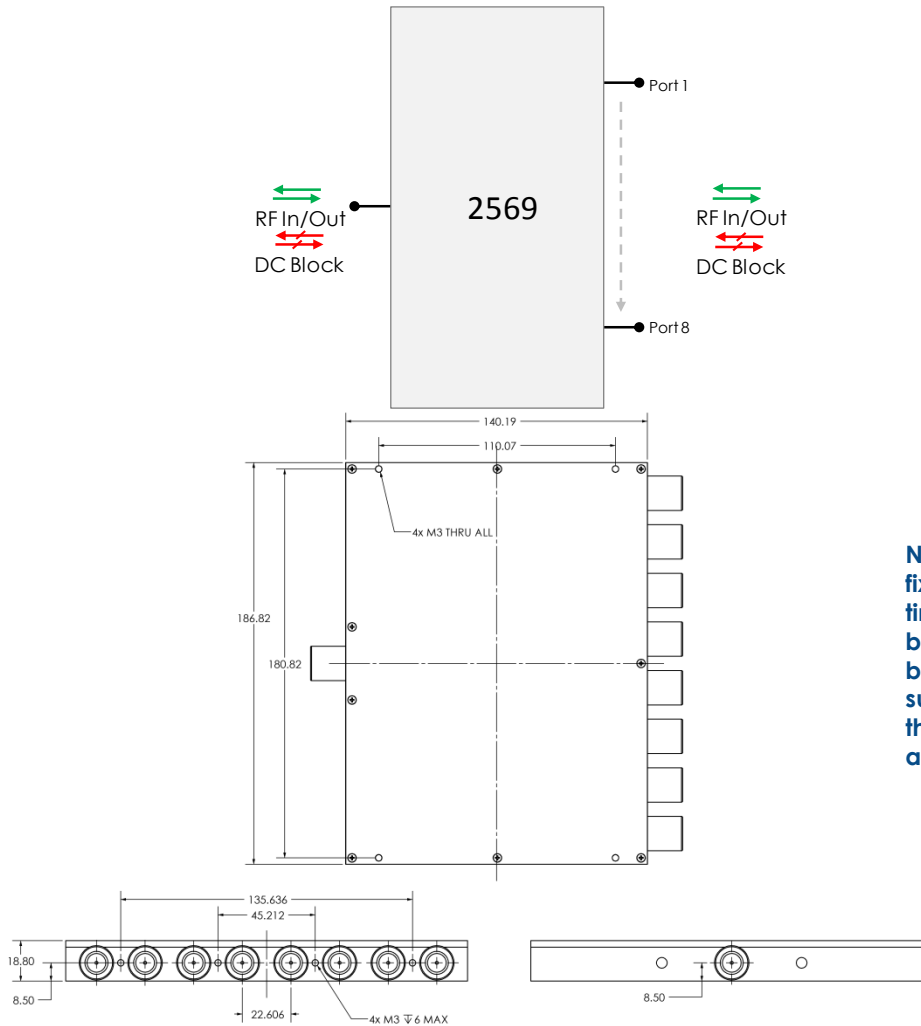 Port 1
2569
RF In/Out
DC Block
RF In/Out
DC Block
Port 8
140.19
110.07
4x M3 THRU ALL
186.82
180.82
135.636
45.212
18.80
8.50
22.606
4x M3 ↧6 MAX
8.50